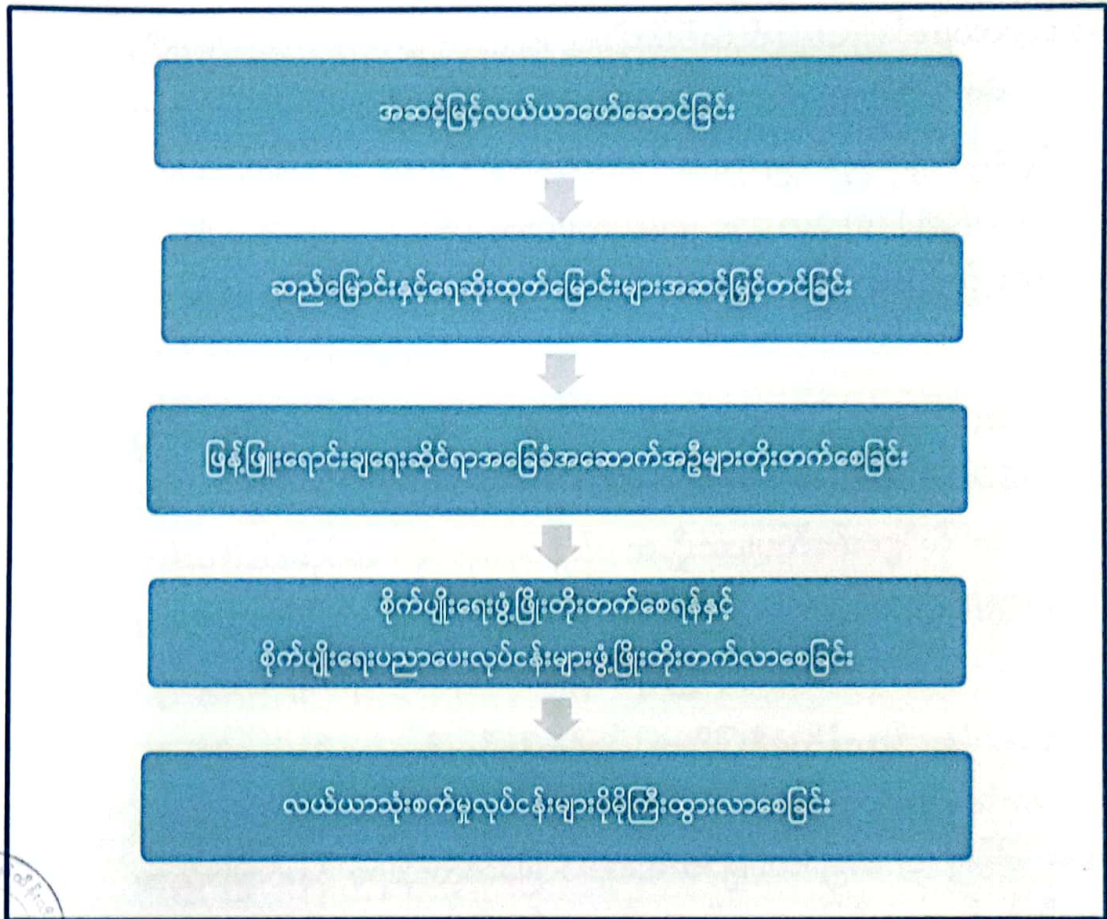 အဆင့်မြင့်လယ်ယာဖော်ဆောင်ခြင်း
ဆည်မြောင်းနှင့်ရေဆိုးထုတ်မြောင်းများအဆင့်မြှင့်တင်ခြင်း
ဖြန့်ဖြူးရောင်းချရေးဆိုင်ရာအခြေခံအဆောက်အဦများတိုးတက်စေခြင်း
စိုက်ပျိုးရေးဖွံ့ဖြိုးတိုးတက်စေရန်နှင့်
စိုက်ပျိုးရေးပညာပေးလုပ်ငန်းများဖွံ့ဖြိုးတိုးတက်လာစေခြင်း
လယ်ယာသုံးစက်မှုလုပ်ငန်းများပိုမိုကြီးထွားလာစေခြင်း